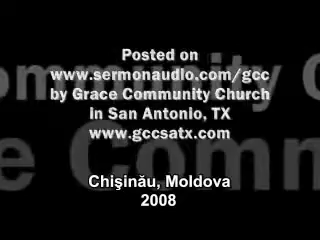 Posted on
www.sermonaudio.com/gcc
by Grace Community Church
in San Antonio, TX
www.gccsatx.com
Chişinău, Moldova
2008